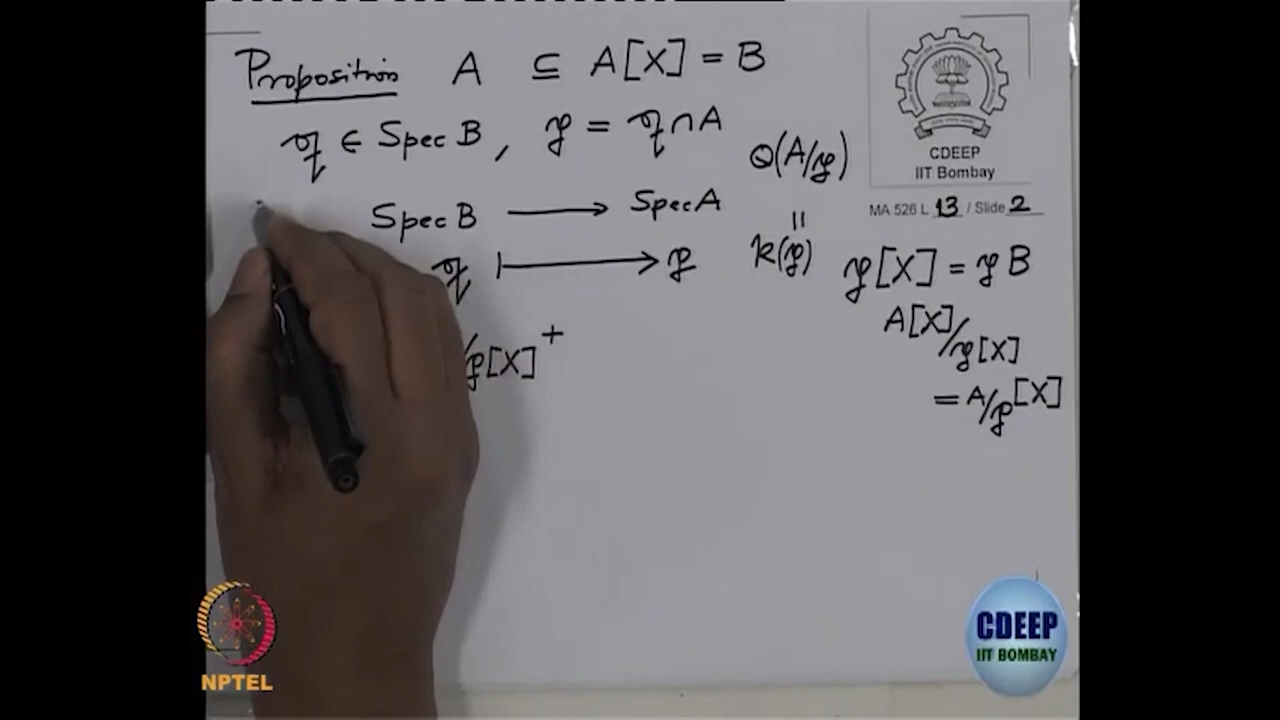 Proposition A ⊆ A[X] = B
𝔮 ∈ Spec B, 𝔭 = 𝔮 ∩ A
Q(A/𝔭)
Spec B ⟶ Spec A
=
𝔮 ⟼ 𝔭
k(𝔭)
𝔭[X] = 𝔭B
A[X]/𝔭[X]
= A/𝔭[X]
/𝔭[X] +
CDEEP
IIT Bombay
MA 526 L 13 / Slide 2
NPTEL
CDEEP
IIT BOMBAY